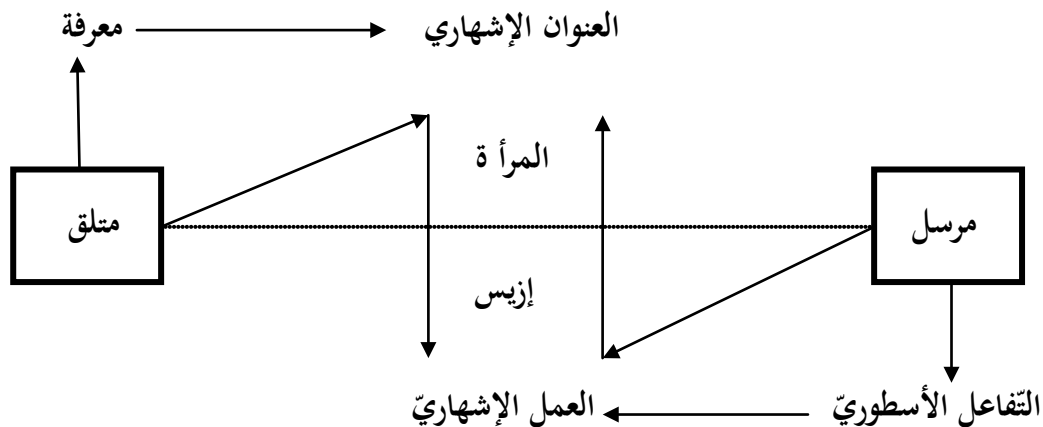 العنوان الإشهاري
معرفة
المرأ ة
مرسل
متلق
إزيس
التّفاعل الأسطوريّ
العمل الإشهاريّ